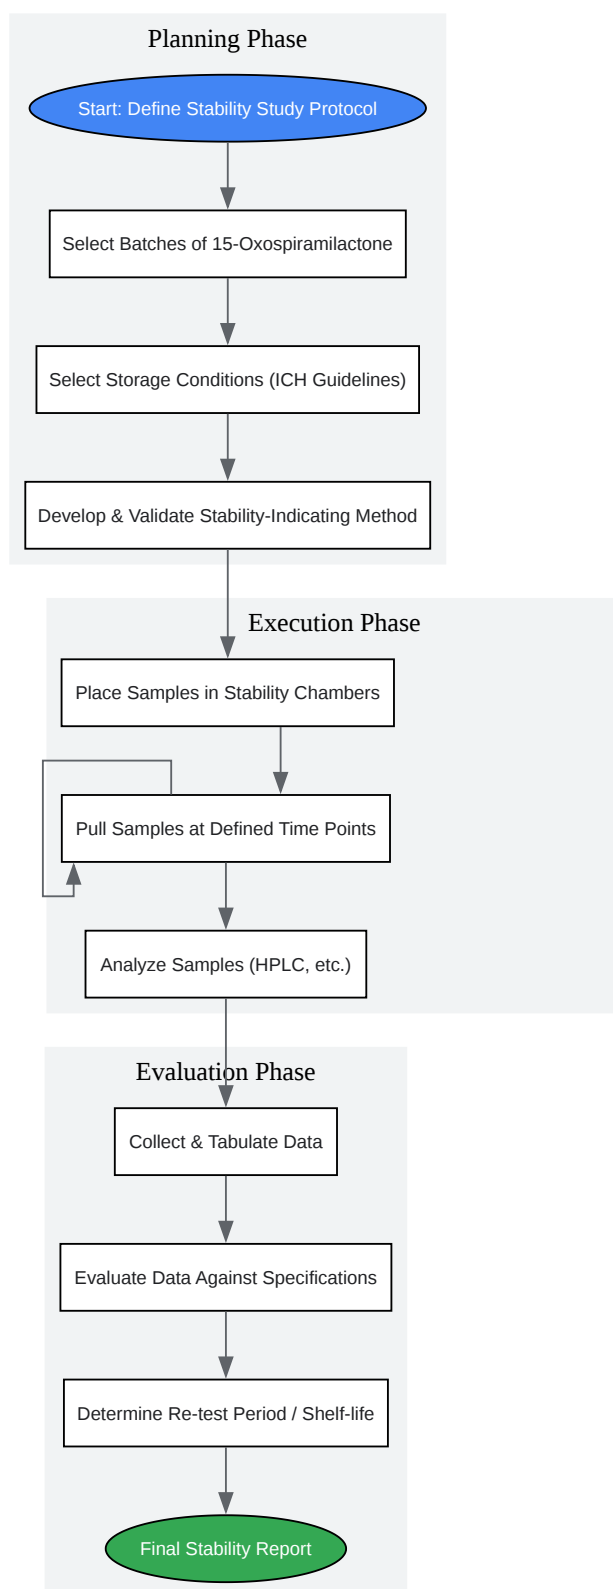 Planning Phase
Start: Define Stability Study Protocol
Select Batches of 15-Oxospiramilactone
Select Storage Conditions (ICH Guidelines)
Develop & Validate Stability-Indicating Method
Execution Phase
Place Samples in Stability Chambers
Pull Samples at Defined Time Points
Analyze Samples (HPLC, etc.)
Evaluation Phase
Collect & Tabulate Data
Evaluate Data Against Specifications
Determine Re-test Period / Shelf-life
Final Stability Report